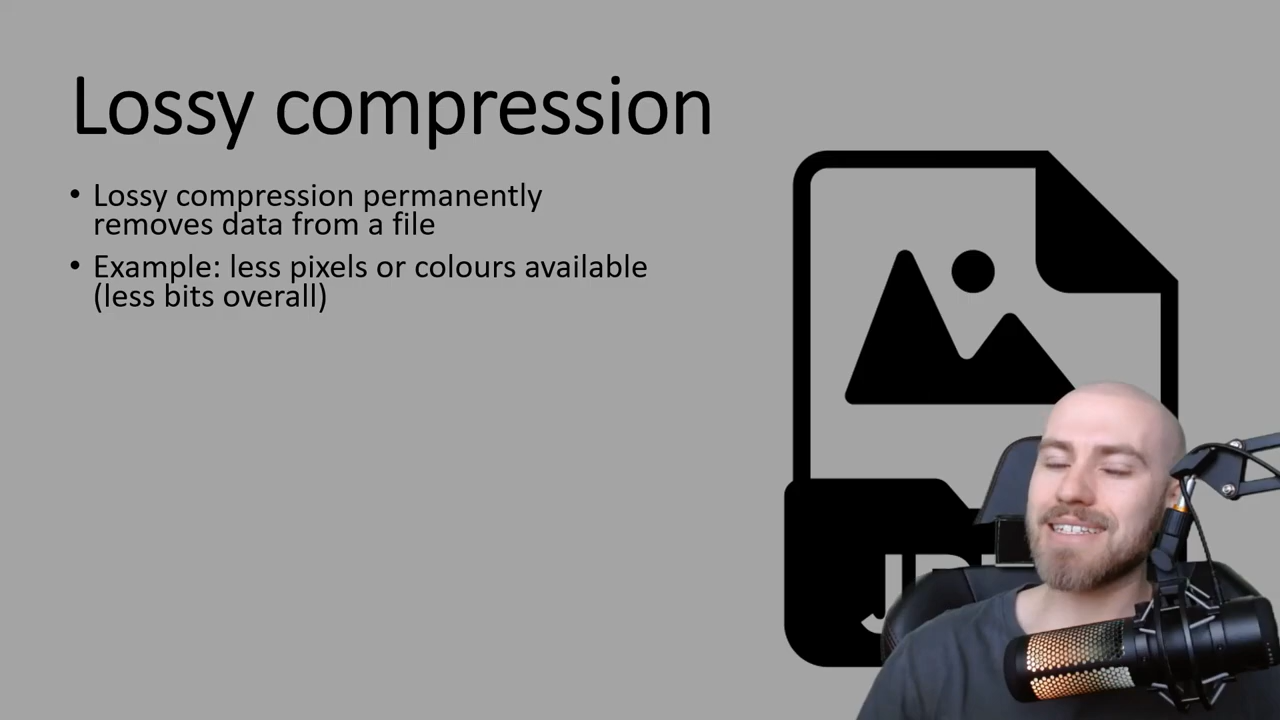 Lossy compression
• Lossy compression permanently
removes data from a file
• Example: less pixels or colours available
(less bits overall)